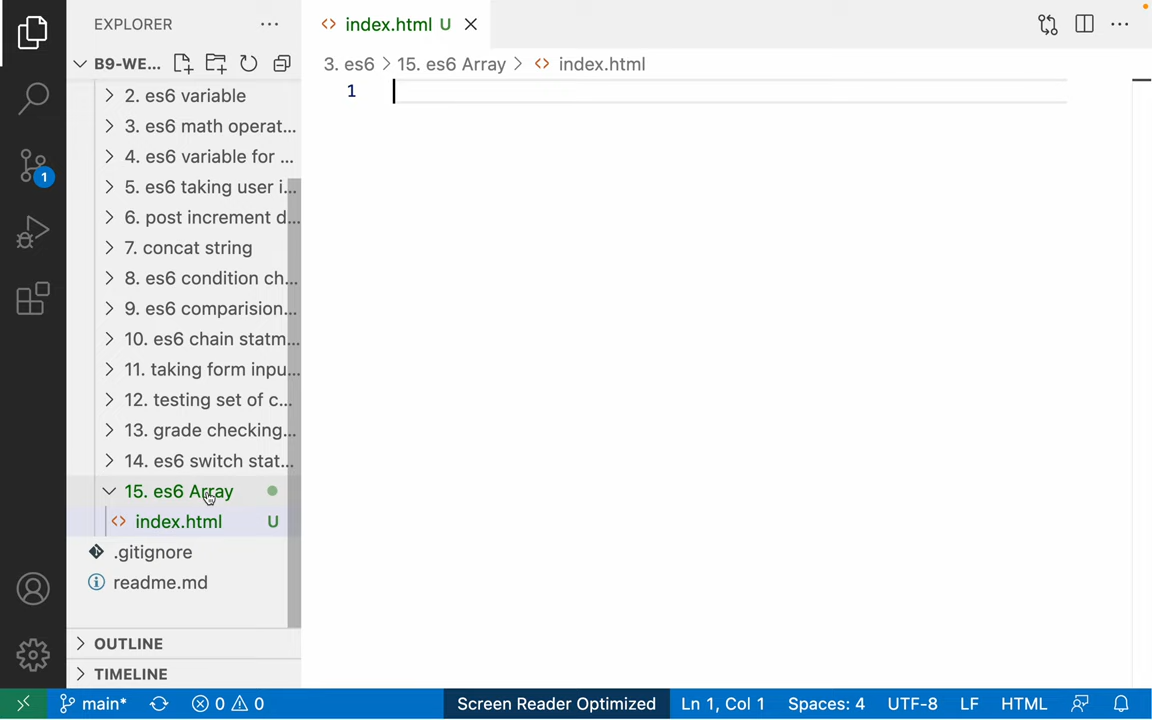 EXPLORER
B9-WE...
2. es6 variable
3. es6 math operat...
4. es6 variable for ...
5. es6 taking user i...
6. post increment d...
7. concat string
8. es6 condition ch...
9. es6 comparision...
10. es6 chain statm...
11. taking form inpu...
12. testing set of c...
13. grade checking...
14. es6 switch stat...
15. es6 Array
index.html U
.gitignore
readme.md
OUTLINE
TIMELINE
index.html U
3. es6 > 15. es6 Array > index.html
1
1
main* 0 0 Screen Reader Optimized Ln 1, Col 1 Spaces: 4 UTF-8 LF HTML